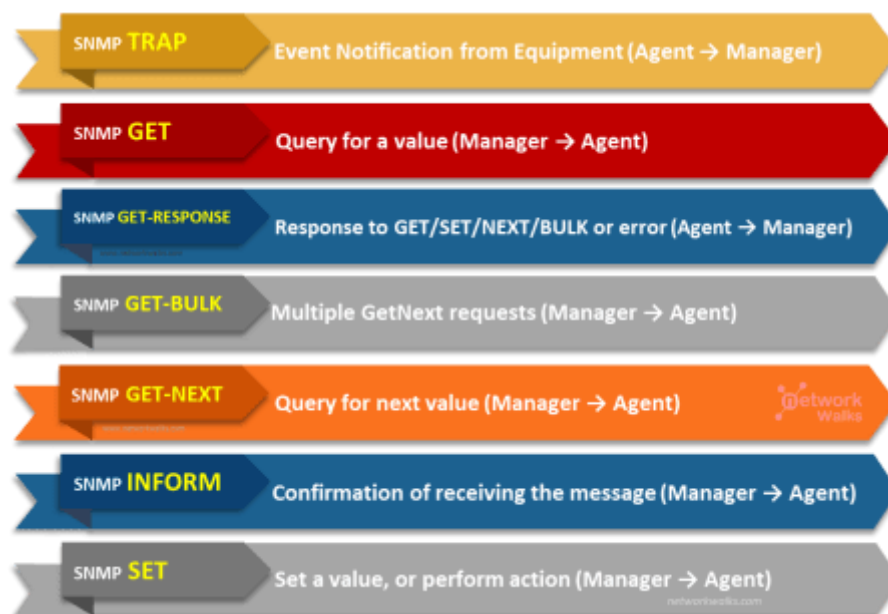 SNMP TRAP Event Notification from Equipment (Agent → Manager)
SNMP GET Query for a value (Manager → Agent)
SNMP GET-RESPONSE Response to GET/SET/NEXT/BULK or error (Agent → Manager)
SNMP GET-BULK Multiple GetNext requests (Manager → Agent)
SNMP GET-NEXT Query for next value (Manager → Agent)
network
Walks
www.networkwalks.com
SNMP INFORM Confirmation of receiving the message (Manager → Agent)
SNMP SET Set a value, or perform action (Manager → Agent)
networkwalks.com